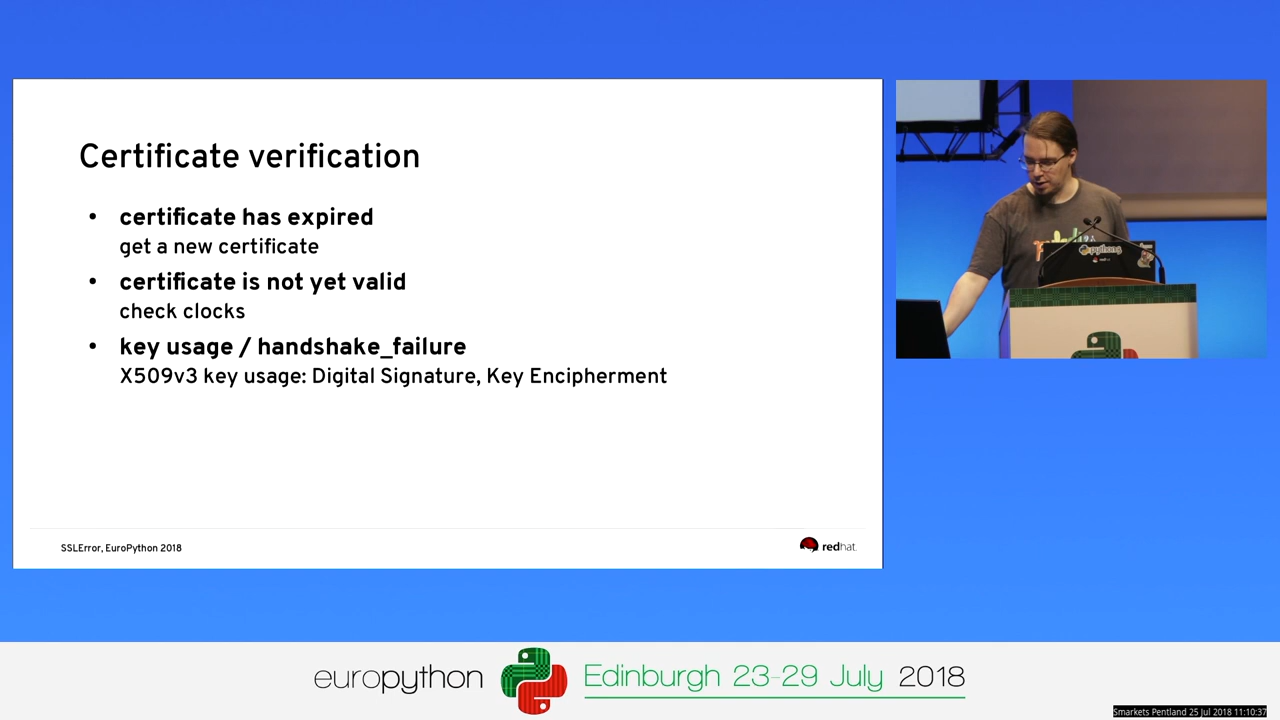 Certificate verification
• certificate has expired
get a new certificate
• certificate is not yet valid
check clocks
• key usage / handshake_failure
X509v3 key usage: Digital Signature, Key Encipherment
SSLError, EuroPython 2018
redhat.
europython Edinburgh 23-29 July 2018
Smarkets Pentland 25 Jul 2018 11:10:37